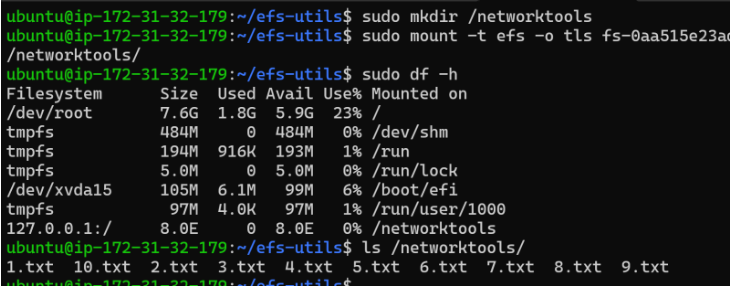 ubuntu@ip-172-31-32-179:~/efs-utils$ sudo mkdir /networktools
ubuntu@ip-172-31-32-179:~/efs-utils$ sudo mount -t efs -o tls fs-0aa515e23ad
/networktools/
ubuntu@ip-172-31-32-179:~/efs-utils$ sudo df -h
Filesystem      Size  Used Avail Use% Mounted on
/dev/root       7.6G  1.8G  5.9G  23% /
tmpfs           484M     0  484M   0% /dev/shm
tmpfs           194M  916K  193M   1% /run
tmpfs           5.0M     0  5.0M   0% /run/lock
/dev/xvda15     105M  6.1M   99M   6% /boot/efi
tmpfs            97M  4.0K   97M   1% /run/user/1000
127.0.0.1:/     8.0E     0  8.0E   0% /networktools
ubuntu@ip-172-31-32-179:~/efs-utils$ ls /networktools/
1.txt  10.txt  2.txt  3.txt  4.txt  5.txt  6.txt  7.txt  8.txt  9.txt
ubuntu@ip-172-31-32-179:~/efs-utils$